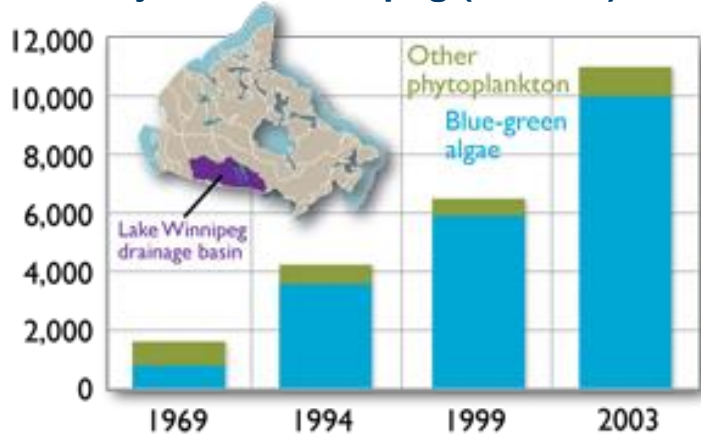 12,000
10,000
8,000
6,000
4,000
2,000
0
Other
phytoplankton
Blue-green
algae
Lake Winnipeg
drainage basin
1969 1994 1999 2003